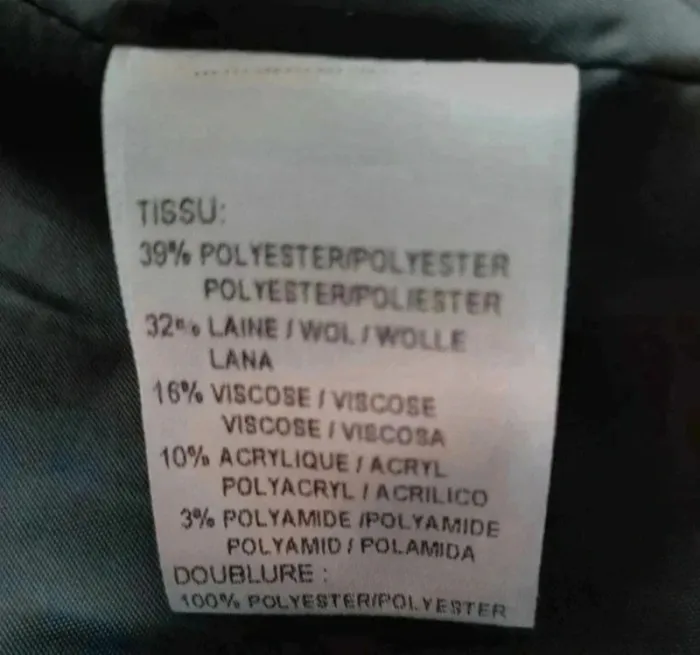 TISSU:
39% POLYESTER/POLYESTER
POLYESTER/POLIESTER
32% LAINE / WOL / WOLLE
LANA
16% VISCOSE / VISCOSE
VISCOSE / VISCOSA
10% ACRYLIQUE / ACRYL
POLYACRYL / ACRILICO
3% POLYAMIDE /POLYAMIDE
POLYAMID / POLAMIDA
DOUBLURE :
100% POLYESTER/POLYESTER